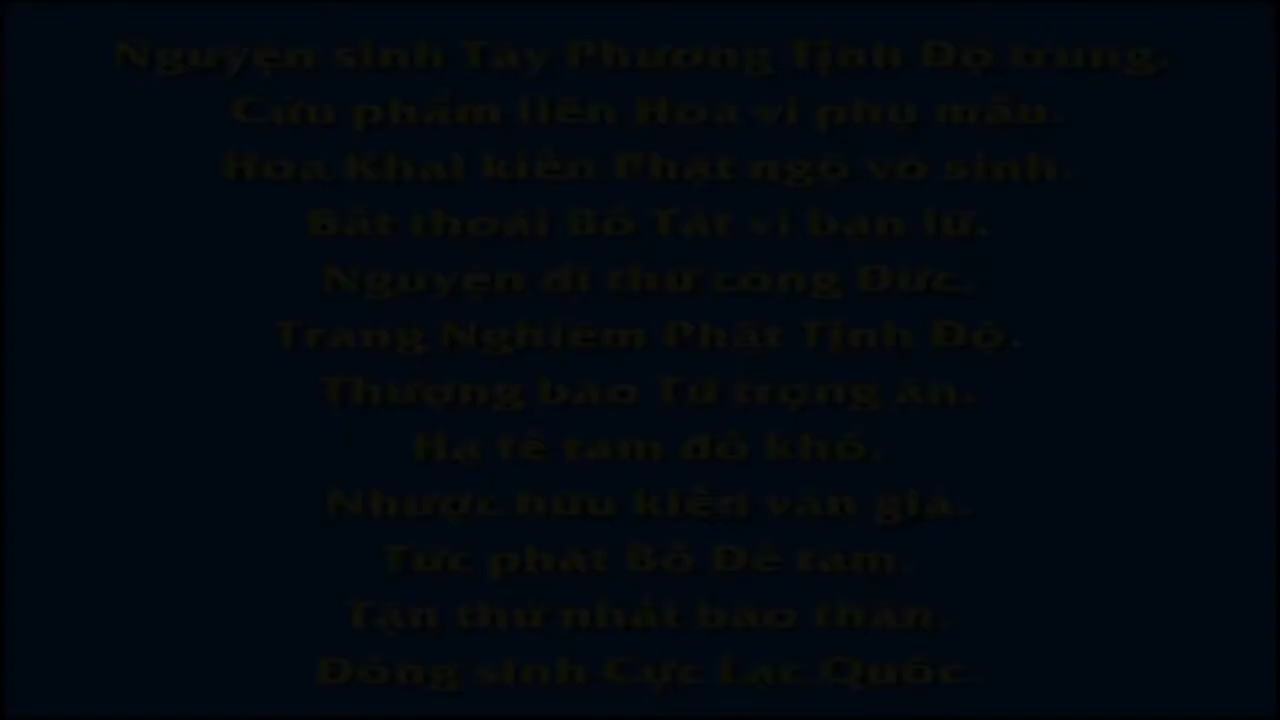 Nguyện sinh Tây Phương Tịnh Độ trung,
Cửu phẩm liên Hoa vi phụ mẫu.
Hoa Khai kiến Phật ngộ vô sinh.
Bất thoái Bồ Tát vi bạn lữ.
Nguyện dĩ thử công Đức,
Trang Nghiêm Phật Tịnh Độ.
Thượng báo Tứ trọng ân.
Hạ tế tam đồ khổ.
Nhược hữu kiến văn giả.
Tức phát Bồ Đề tâm.
Tận thử nhất báo thân.
Đồng sinh Cực Lạc Quốc.